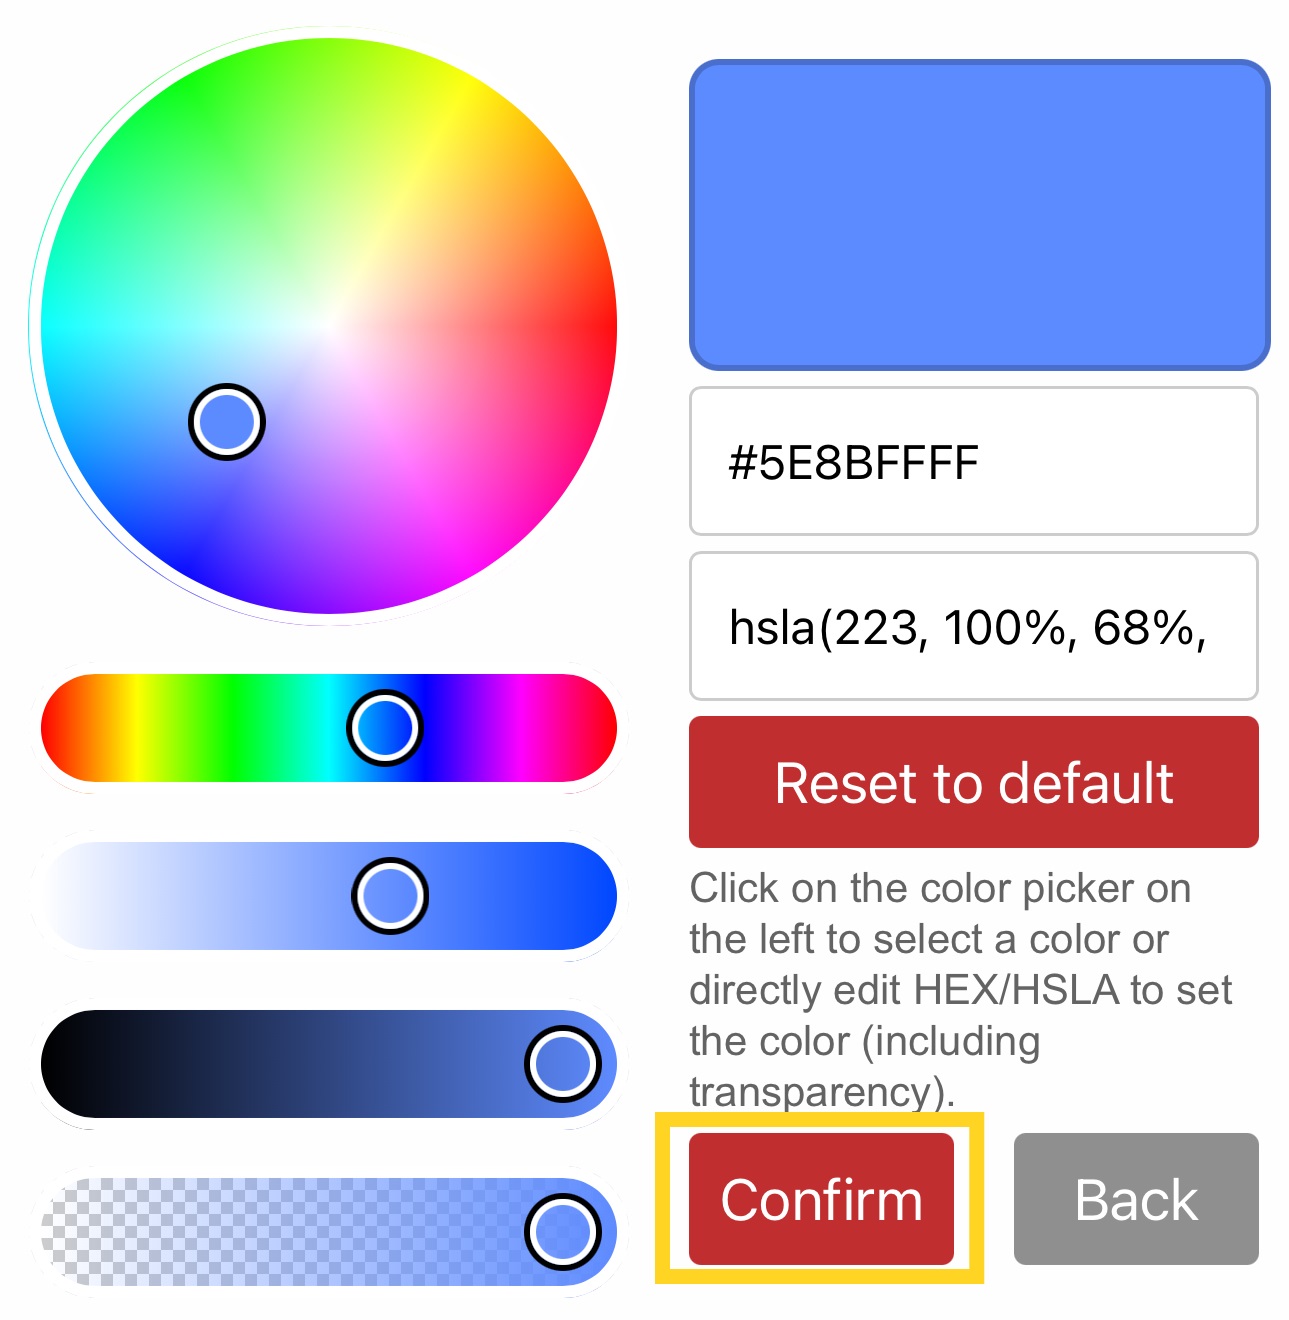 #5E8BFFFF
hsla(223, 100%, 68%,
Reset to default
Click on the color picker on
the left to select a color or
directly edit HEX/HSLA to set
the color (including
transparency).
Confirm
Back